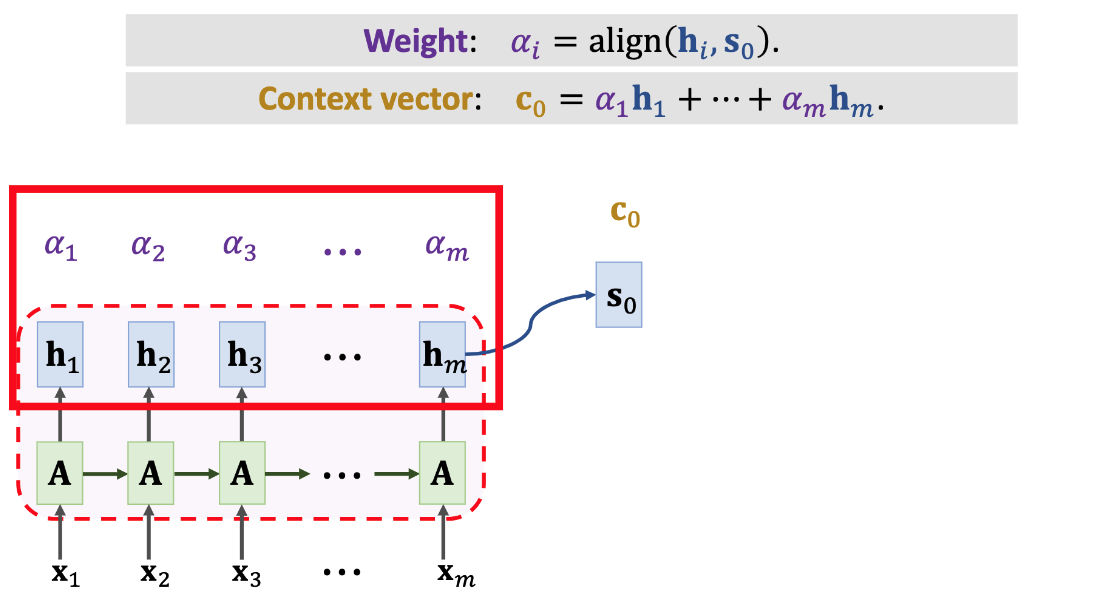 Weight: αᵢ = align(𝐡ᵢ, 𝐬₀).
Context vector: 𝐜₀ = α₁𝐡₁ + ⋯ + αₘ𝐡ₘ.
𝐜₀
α₁ α₂ α₃ ⋯ αₘ
𝐬₀
𝐡₁ 𝐡₂ 𝐡₃ ⋯ 𝐡ₘ
A A A ⋯ A
𝐱₁ 𝐱₂ 𝐱₃ ⋯ 𝐱ₘ